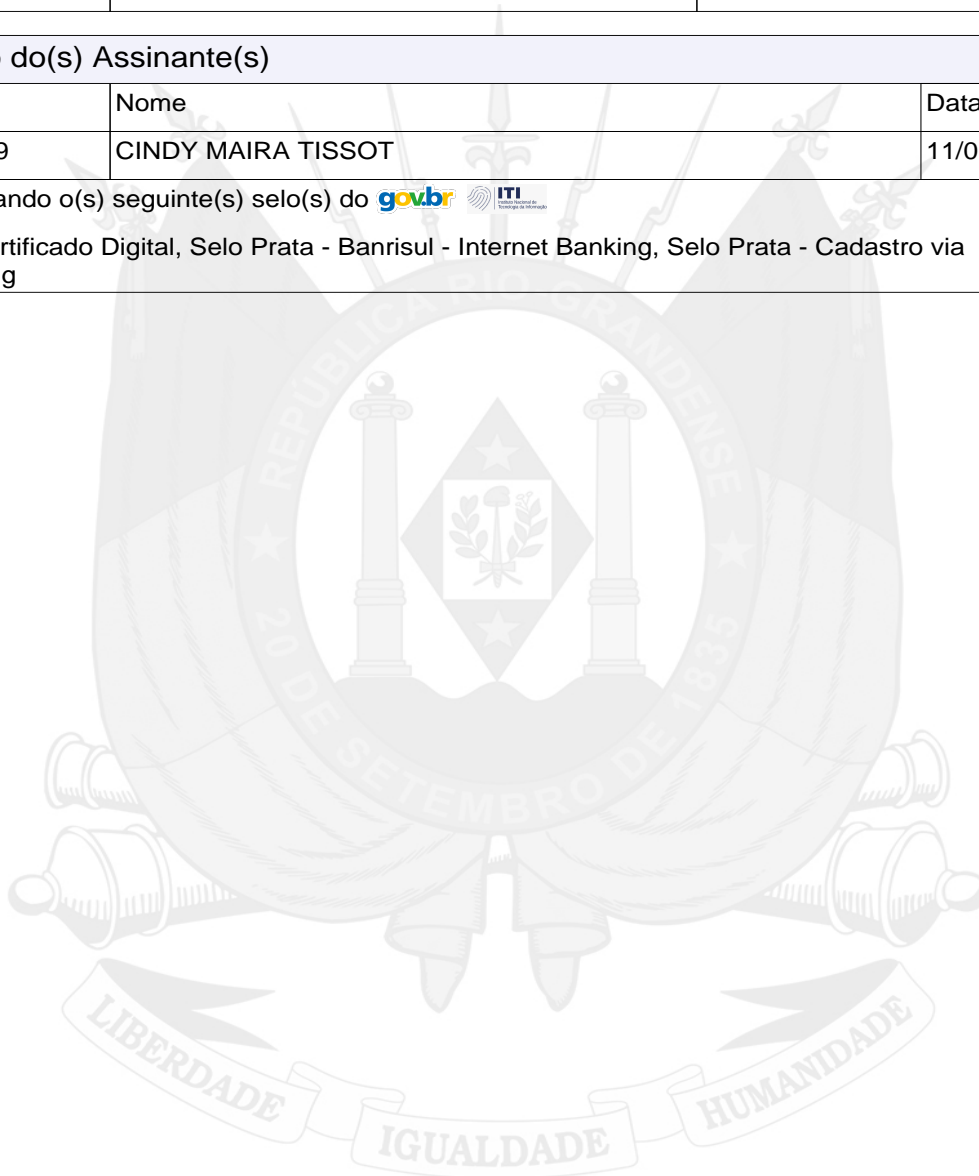 do(s) Assinante(s)
Nome Data
9 CINDY MAIRA TISSOT 11/0
ando o(s) seguinte(s) selo(s) do gov.br ITI
rtificado Digital, Selo Prata - Banrisul - Internet Banking, Selo Prata - Cadastro via
g
REPÚBLICA RIO GRANDENSE
20 DE SETEMBRO DE 1835
LIBERDADE IGUALDADE HUMANIDADE